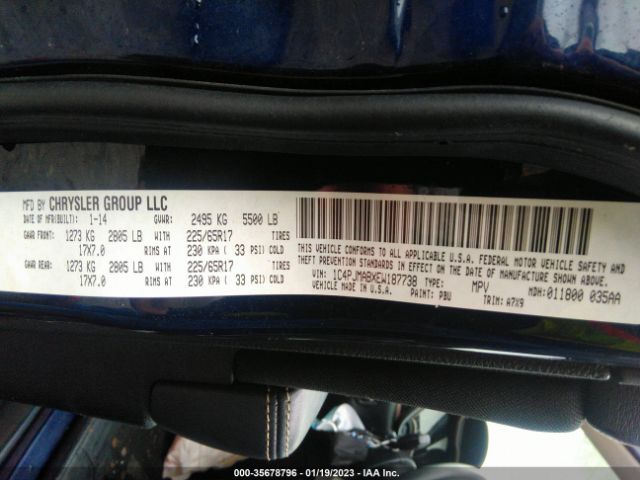 MFD BY CHRYSLER GROUP LLC
DATE OF MFR(BUILT): 1-14 GVWR: 2495 KG 5500 LB
GAWR FRONT: 1273 KG 2805 LB WITH 225/65R17 TIRES
17X7.0 RIMS AT 230 KPA ( 33 PSI) COLD
GAWR REAR: 1273 KG 2805 LB WITH 225/65R17 TIRES
17X7.0 RIMS AT 230 KPA ( 33 PSI) COLD
THIS VEHICLE CONFORMS TO ALL APPLICABLE U.S.A. FEDERAL MOTOR VEHICLE SAFETY AND
THEFT PREVENTION STANDARDS IN EFFECT ON THE DATE OF MANUFACTURE SHOWN ABOVE.
VIN: 1C4PJMABXEW187738 TYPE: MPV MDH: 011800 035AA
VEHICLE MADE IN U.S.A. PAINT: PBU TRIM: A7X9
000-35678796 - 01/19/2023 - IAA Inc.